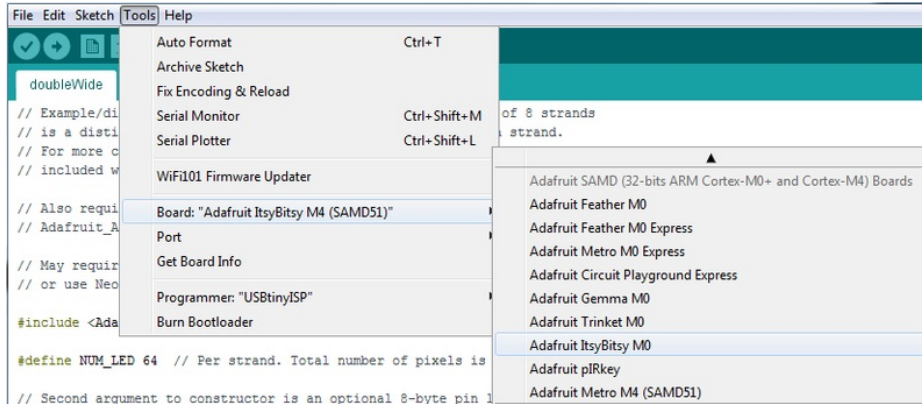 File Edit Sketch Tools Help
doubleWide
Auto Format Ctrl+T
Archive Sketch
Fix Encoding & Reload
Serial Monitor Ctrl+Shift+M
Serial Plotter Ctrl+Shift+L
WiFi101 Firmware Updater
Board: "Adafruit ItsyBitsy M4 (SAMD51)"
Port
Get Board Info
Programmer: "USBtinyISP"
Burn Bootloader
Adafruit SAMD (32-bits ARM Cortex-M0+ and Cortex-M4) Boards
Adafruit Feather M0
Adafruit Feather M0 Express
Adafruit Metro M0 Express
Adafruit Circuit Playground Express
Adafruit Gemma M0
Adafruit Trinket M0
Adafruit ItsyBitsy M0
Adafruit pIRkey
Adafruit Metro M4 (SAMD51)
// Example/di of 8 strands
// is a disti strand.
// For more c
// included w
// Also requi
// Adafruit_A
// May requir
// or use Neo
#include <Ada
#define NUM_LED 64 // Per strand. Total number of pixels is
// Second argument to constructor is an optional 8-byte pin l